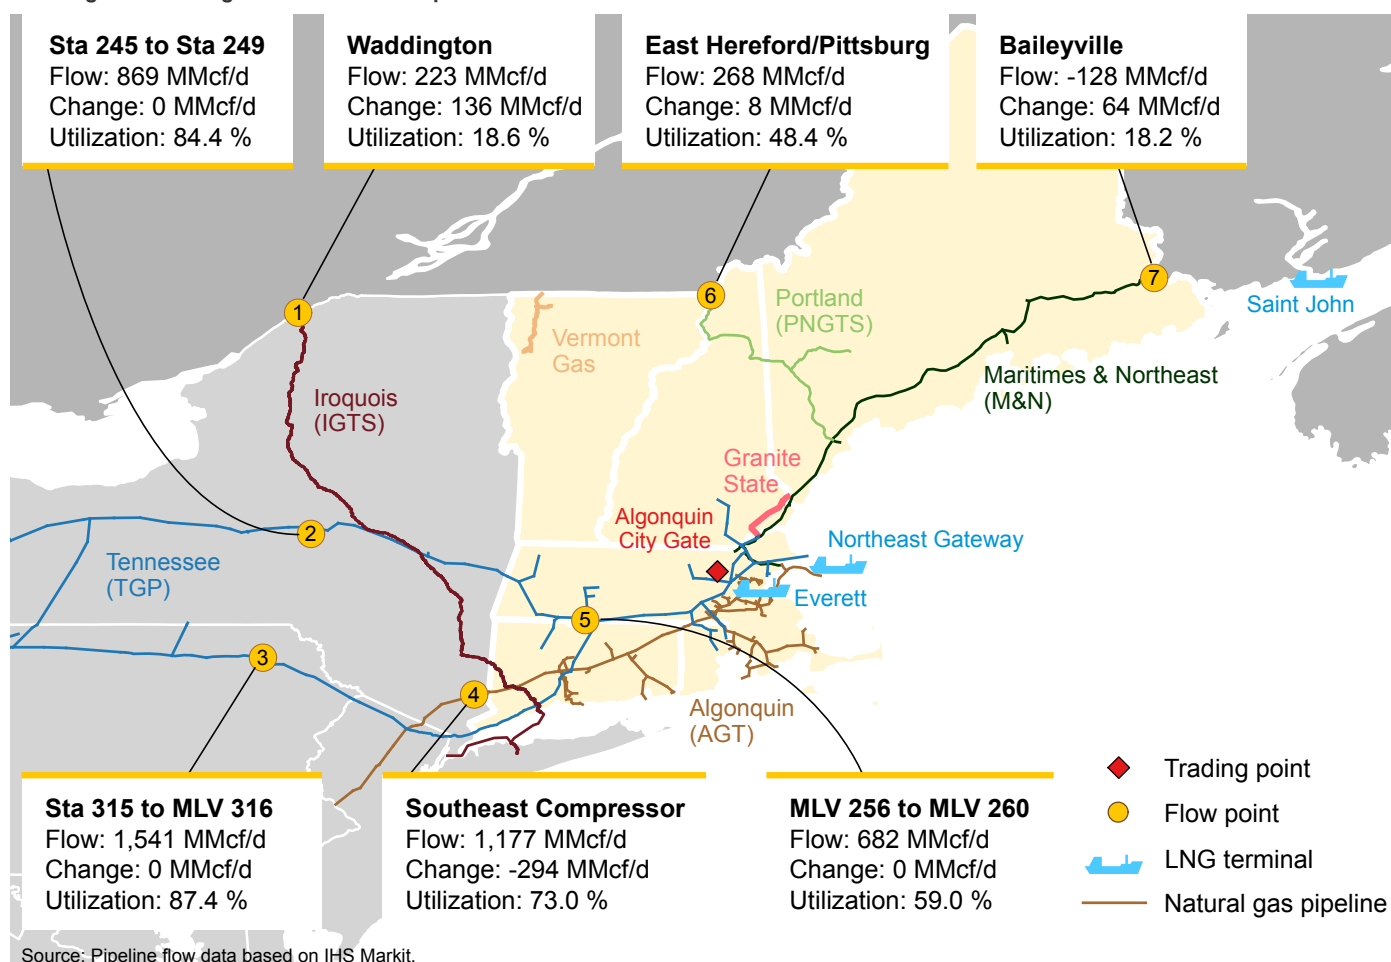 Sta 245 to Sta 249
Flow: 869 MMcf/d
Change: 0 MMcf/d
Utilization: 84.4 %
Waddington
Flow: 223 MMcf/d
Change: 136 MMcf/d
Utilization: 18.6 %
East Hereford/Pittsburg
Flow: 268 MMcf/d
Change: 8 MMcf/d
Utilization: 48.4 %
Baileyville
Flow: -128 MMcf/d
Change: 64 MMcf/d
Utilization: 18.2 %
1
6
7
Saint John
Portland
(PNGTS)
Vermont
Gas
Maritimes & Northeast
(M&N)
Iroquois
(IGTS)
Granite
State
Algonquin
City Gate
2
Northeast Gateway
Tennessee
(TGP)
Everett
5
3
4
Algonquin
(AGT)
Sta 315 to MLV 316
Flow: 1,541 MMcf/d
Change: 0 MMcf/d
Utilization: 87.4 %
Southeast Compressor
Flow: 1,177 MMcf/d
Change: -294 MMcf/d
Utilization: 73.0 %
MLV 256 to MLV 260
Flow: 682 MMcf/d
Change: 0 MMcf/d
Utilization: 59.0 %
Trading point
Flow point
LNG terminal
Natural gas pipeline
Source: Pipeline flow data based on IHS Markit.